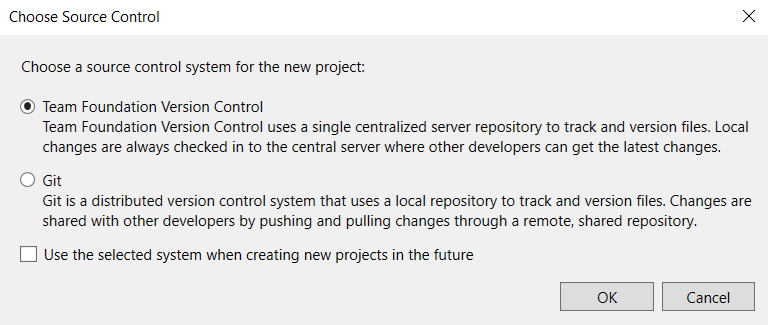 Choose Source Control
Choose a source control system for the new project:
Team Foundation Version Control
Team Foundation Version Control uses a single centralized server repository to track and version files. Local
changes are always checked in to the central server where other developers can get the latest changes.
Git
Git is a distributed version control system that uses a local repository to track and version files. Changes are
shared with other developers by pushing and pulling changes through a remote, shared repository.
Use the selected system when creating new projects in the future
OK Cancel